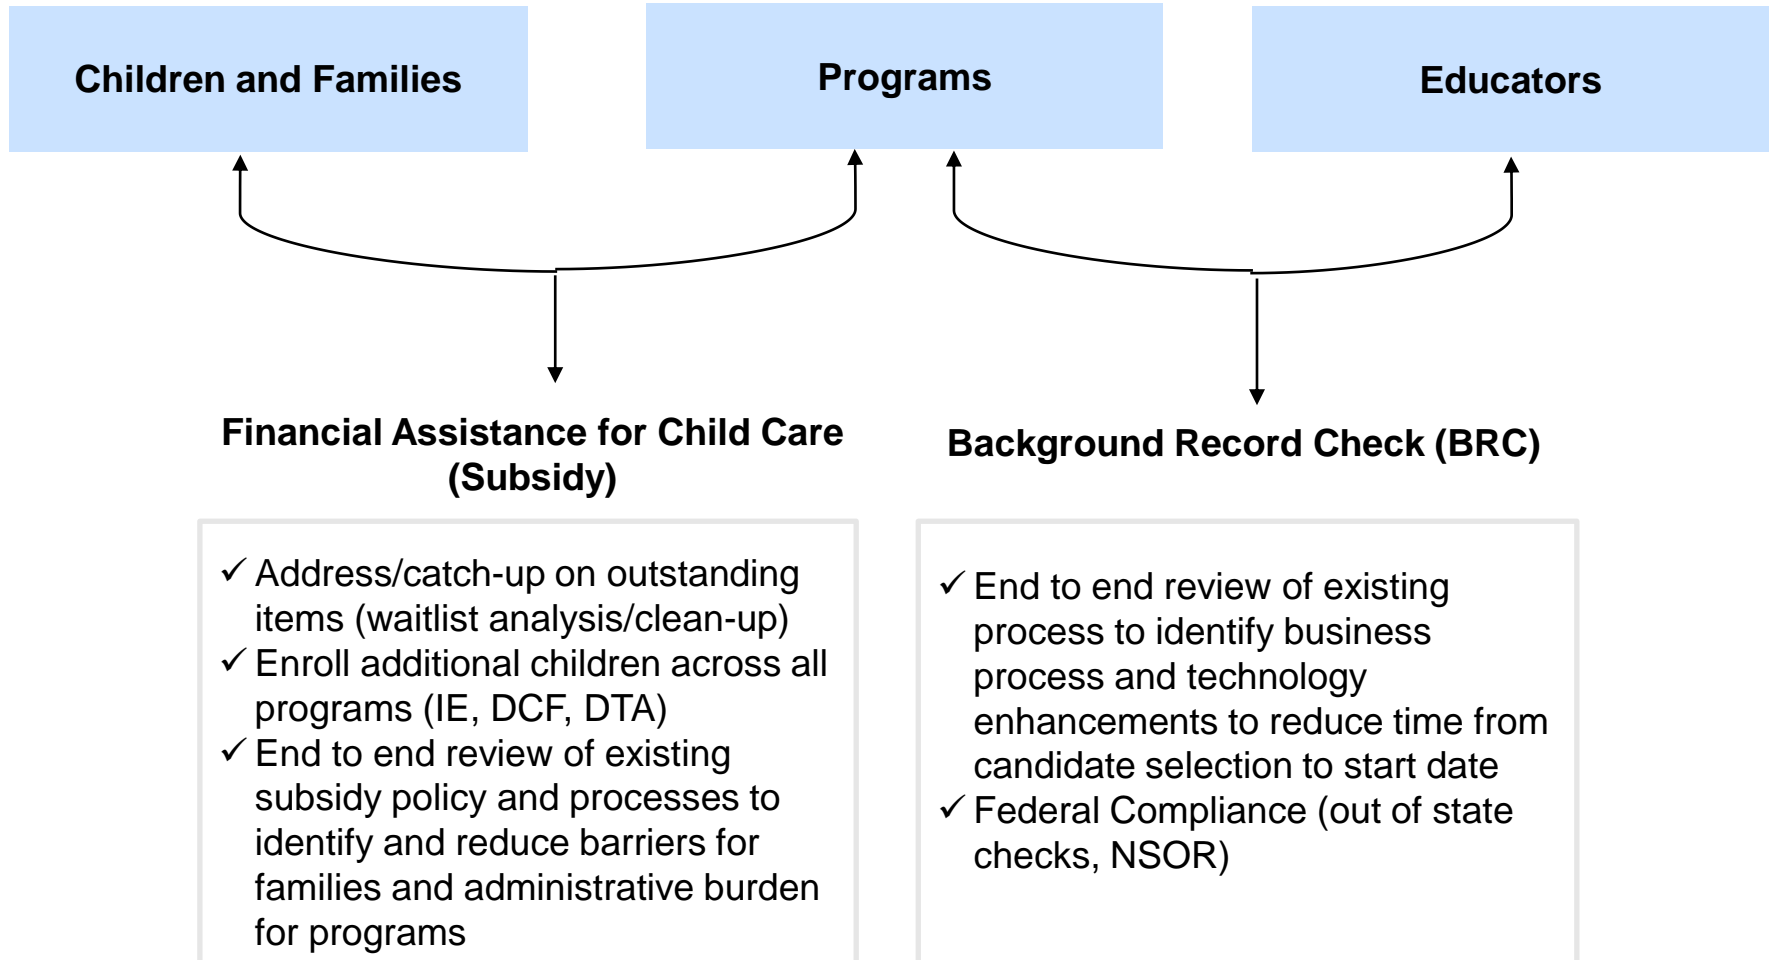 Children and Families
Programs
Educators
Financial Assistance for Child Care
(Subsidy)
✓ Address/catch-up on outstanding
items (waitlist analysis/clean-up)
✓ Enroll additional children across all
programs (IE, DCF, DTA)
✓ End to end review of existing
subsidy policy and processes to
identify and reduce barriers for
families and administrative burden
for programs
Background Record Check (BRC)
✓ End to end review of existing
process to identify business
process and technology
enhancements to reduce time from
candidate selection to start date
✓ Federal Compliance (out of state
checks, NSOR)